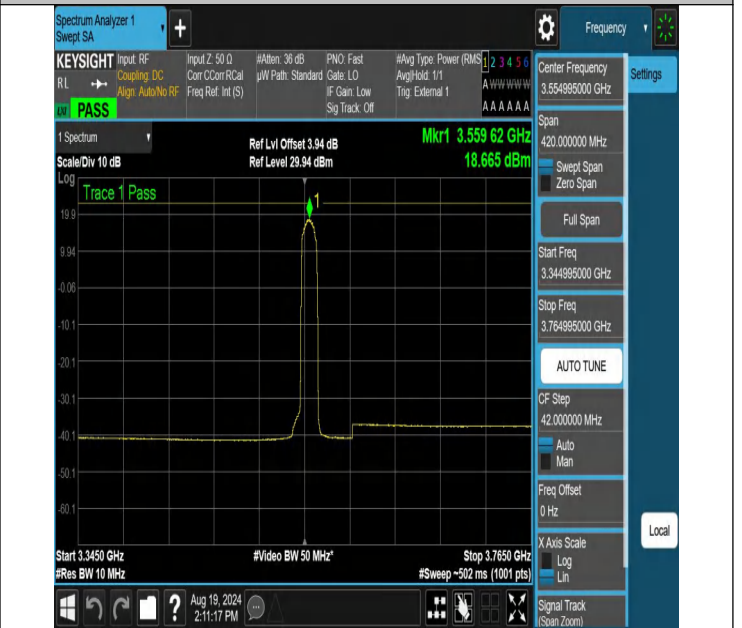 Spectrum Analyzer 1
Swept SA
+
Frequency
KEYSIGHT
RL
PASS
Input: RF
Coupling: DC
Align: Auto/No RF
Input Z: 50 Ω
Corr CCorr RCal
Freq Ref: Int (S)
#Atten: 36 dB
µW Path: Standard
PNO: Fast
Gate: LO
IF Gain: Low
Sig Track: Off
#Avg Type: Power (RMS
Avg|Hold: 1/1
Trig: External 1
1 2 3 4 5 6
A W W W W W
A A A A A A
1 Spectrum
Scale/Div 10 dB
Log
Ref Lvl Offset 3.94 dB
Ref Level 29.94 dBm
Mkr1 3.559 62 GHz
18.665 dBm
Trace 1 Pass
1
19.9
9.94
-0.06
-10.1
-20.1
-30.1
-40.1
-50.1
-60.1
Start 3.3450 GHz
#Res BW 10 MHz
#Video BW 50 MHz*
Stop 3.7650 GHz
#Sweep ~502 ms (1001 pts)
?
Aug 19, 2024
2:11:17 PM
Center Frequency
3.554995000 GHz
Settings
Span
420.000000 MHz
Swept Span
Zero Span
Full Span
Start Freq
3.344995000 GHz
Stop Freq
3.764995000 GHz
AUTO TUNE
CF Step
42.000000 MHz
Auto
Man
Freq Offset
0 Hz
Local
X Axis Scale
Log
Lin
Signal Track
(Span Zoom)